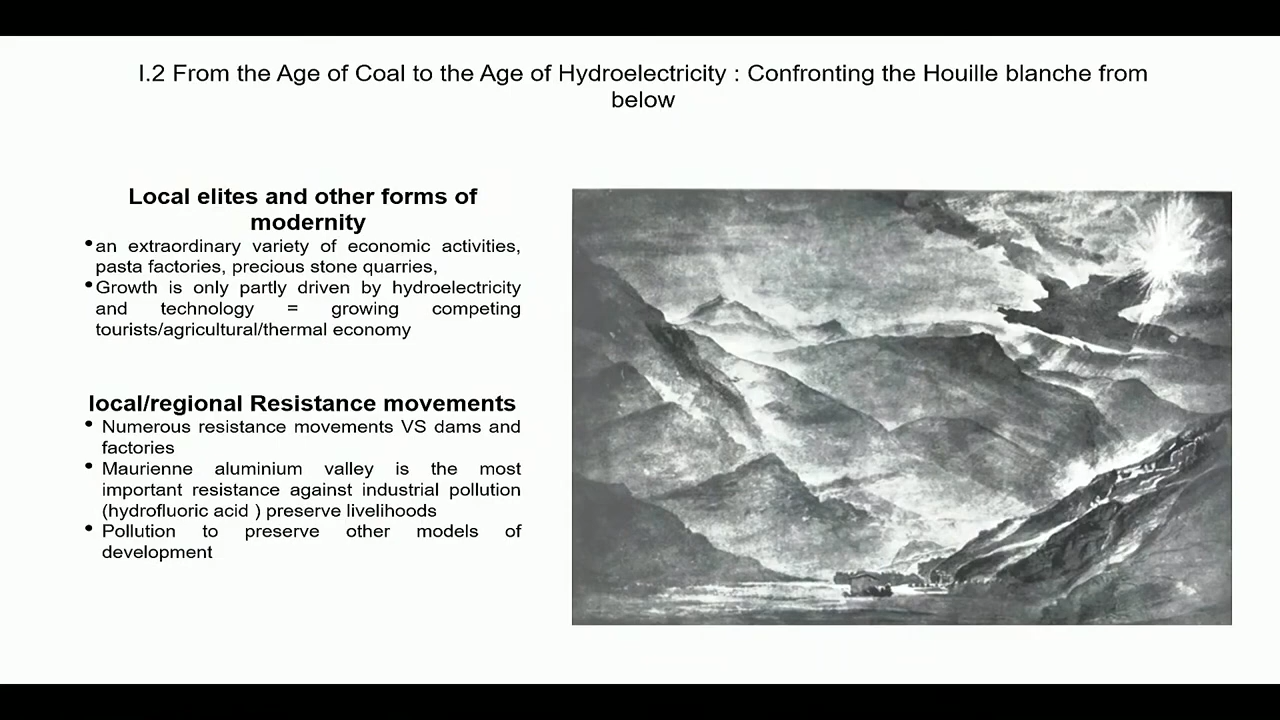 I.2 From the Age of Coal to the Age of Hydroelectricity : Confronting the Houille blanche from
below
Local elites and other forms of
modernity
•an extraordinary variety of economic activities,
pasta factories, precious stone quarries,
•Growth is only partly driven by hydroelectricity
and technology = growing competing
tourists/agricultural/thermal economy
local/regional Resistance movements
• Numerous resistance movements VS dams and
factories
• Maurienne aluminium valley is the most
important resistance against industrial pollution
(hydrofluoric acid ) preserve livelihoods
• Pollution to preserve other models of
development